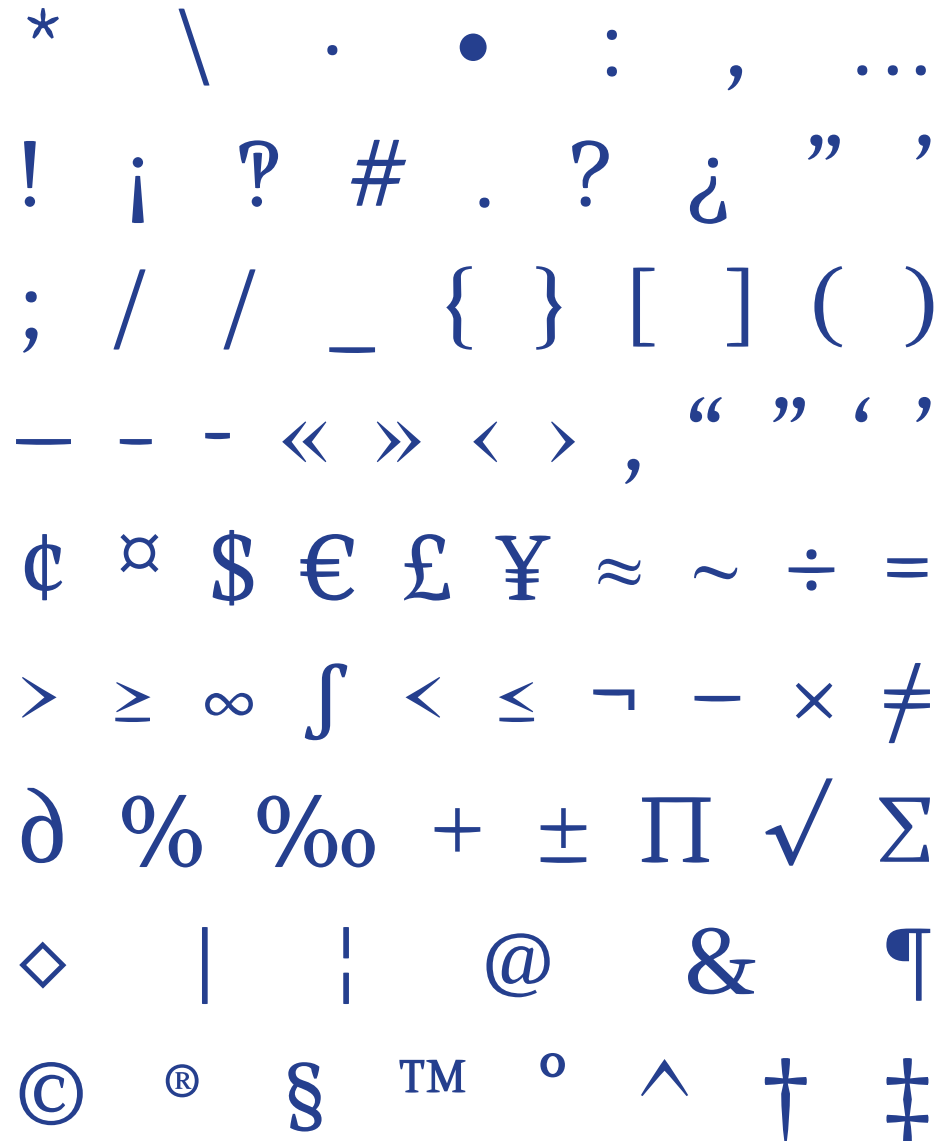 * \ · • : , …
! ¡ ‽ # . ? ¿ ” ’
; / / _ { } [ ] ( )
— – - « » ‹ › ‚ “ ” ‘ ’
¢ ¤ $ € £ ¥ ≈ ~ ÷ =
> ≥ ∞ ∫ < ≤ ¬ − × ≠
∂ % ‰ + ± ∏ √ ∑
◊ | ¦ @ & ¶
© ® § ™ º ^ † ‡